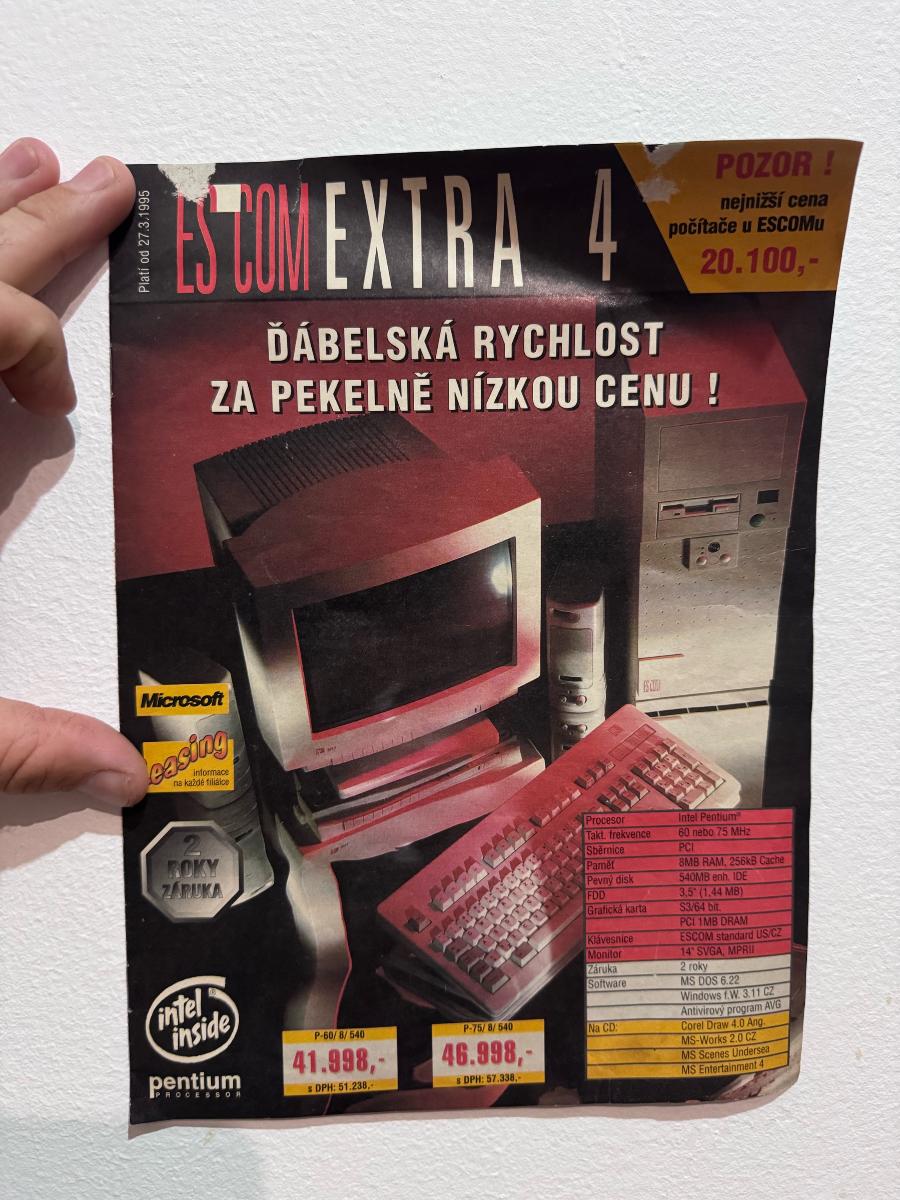 Platí od 27.3.1995
ESCOM EXTRA 4
POZOR !
nejnižší cena
počítače u ESCOMu
20.100,-
ĎÁBELSKÁ RYCHLOST
ZA PEKELNĚ NÍZKOU CENU !
ESCOM
Microsoft
easing
informace
na každé filiálce
2
ROKY
ZÁRUKA
intel®
inside
pentium
PROCESSOR
P-60/ 8/ 540
41.998,-
s DPH: 51.238,-
P-75/ 8/ 540
46.998,-
s DPH: 57.338,-
Procesor Intel Pentium®
Takt. frekvence 60 nebo 75 MHz
Sběrnice PCI
Paměť 8MB RAM, 256kB Cache
Pevný disk 540MB enh. IDE
FDD 3.5" (1,44 MB)
Grafická karta S3/64 bit.
PCI 1MB DRAM
Klávesnice ESCOM standard US/CZ
Monitor 14" SVGA, MPRII
Záruka 2 roky
Software MS DOS 6.22
Windows f.W. 3.11 CZ
Antivirový program AVG
Na CD: Corel Draw 4.0 Ang.
MS-Works 2.0 CZ
MS Scenes Undersea
MS Entertainment 4